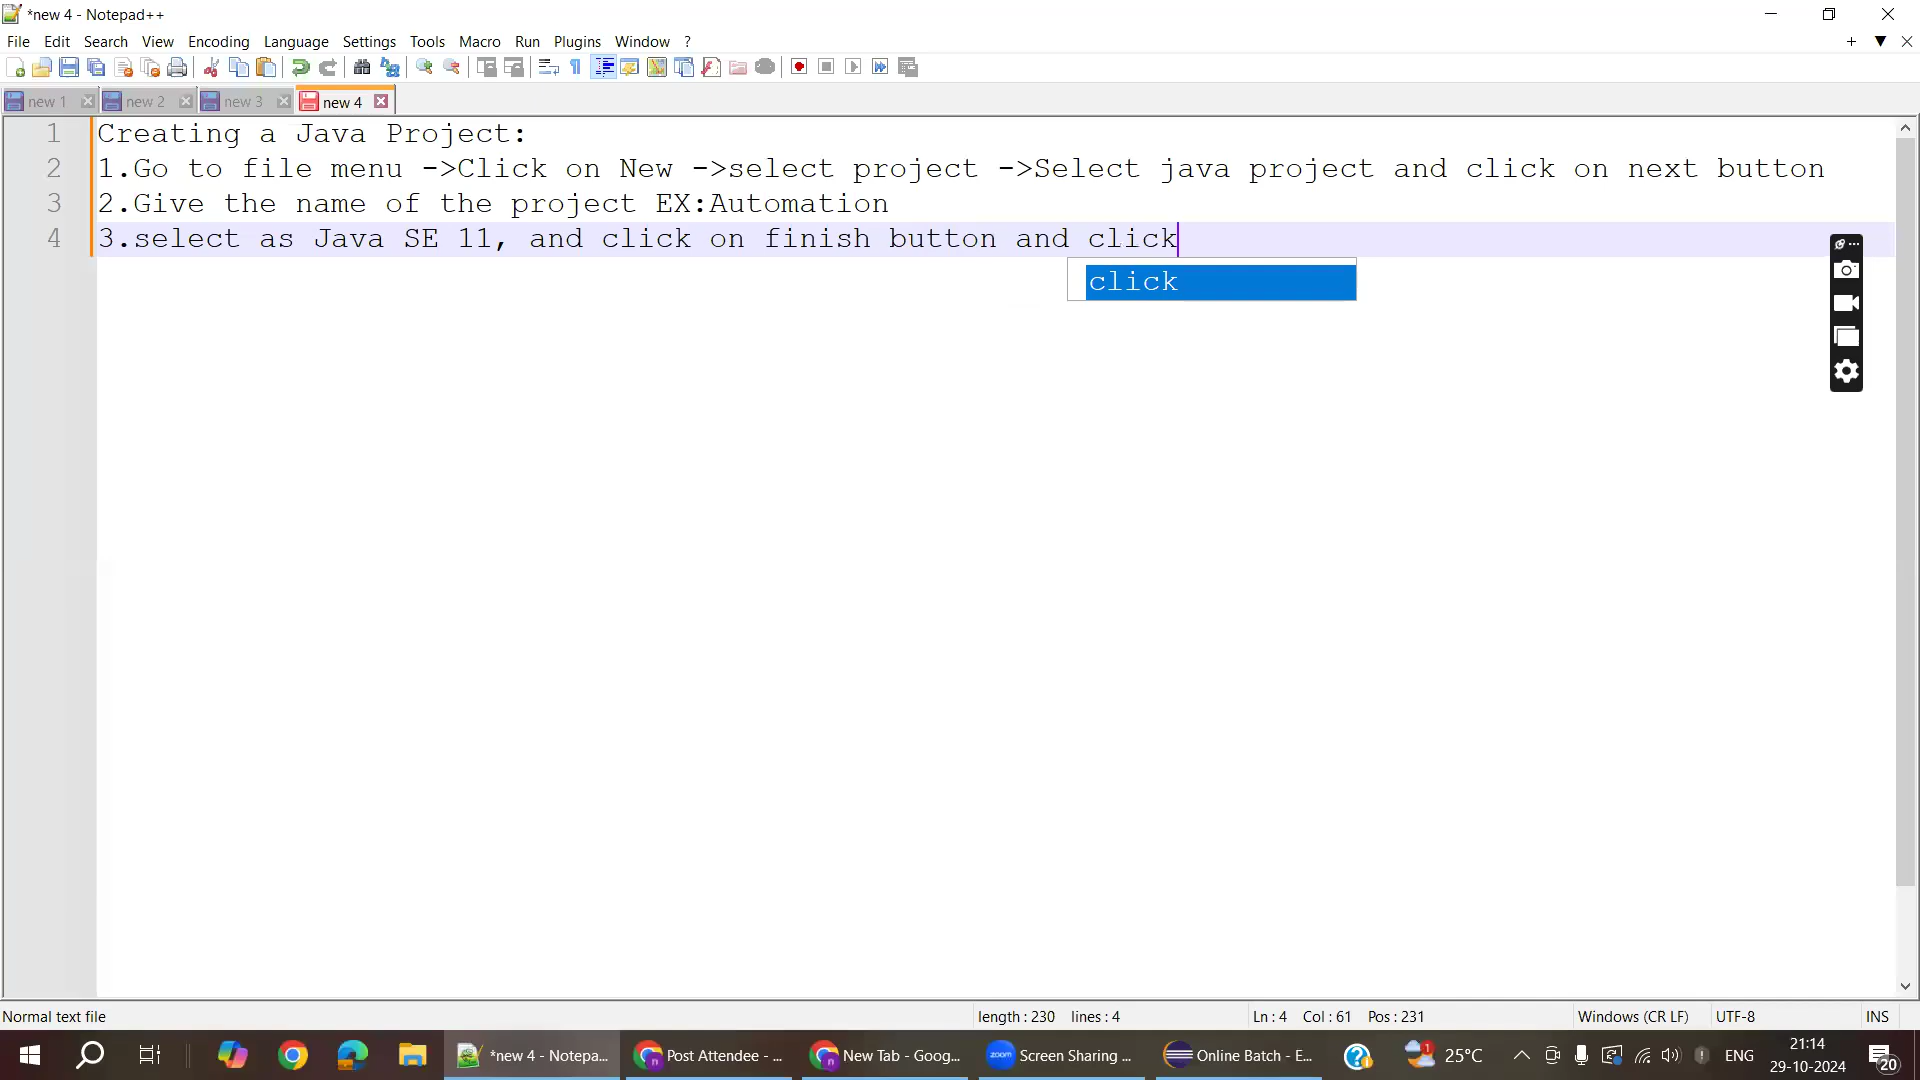 *new 4 - Notepad++
File Edit Search View Encoding Language Settings Tools Macro Run Plugins Window ?
new 1 new 2 new 3 new 4
1 Creating a Java Project:
2 1.Go to file menu ->Click on New ->select project ->Select java project and click on next button
3 2.Give the name of the project EX:Automation
4 3.select as Java SE 11, and click on finish button and click
click
Normal text file length : 230 lines : 4 Ln : 4 Col : 61 Pos : 231 Windows (CR LF) UTF-8 INS
*new 4 - Notepa... Post Attendee - ... New Tab - Goog... zoom Screen Sharing ... Online Batch - E... 1 25°C ENG 21:14
29-10-2024 20